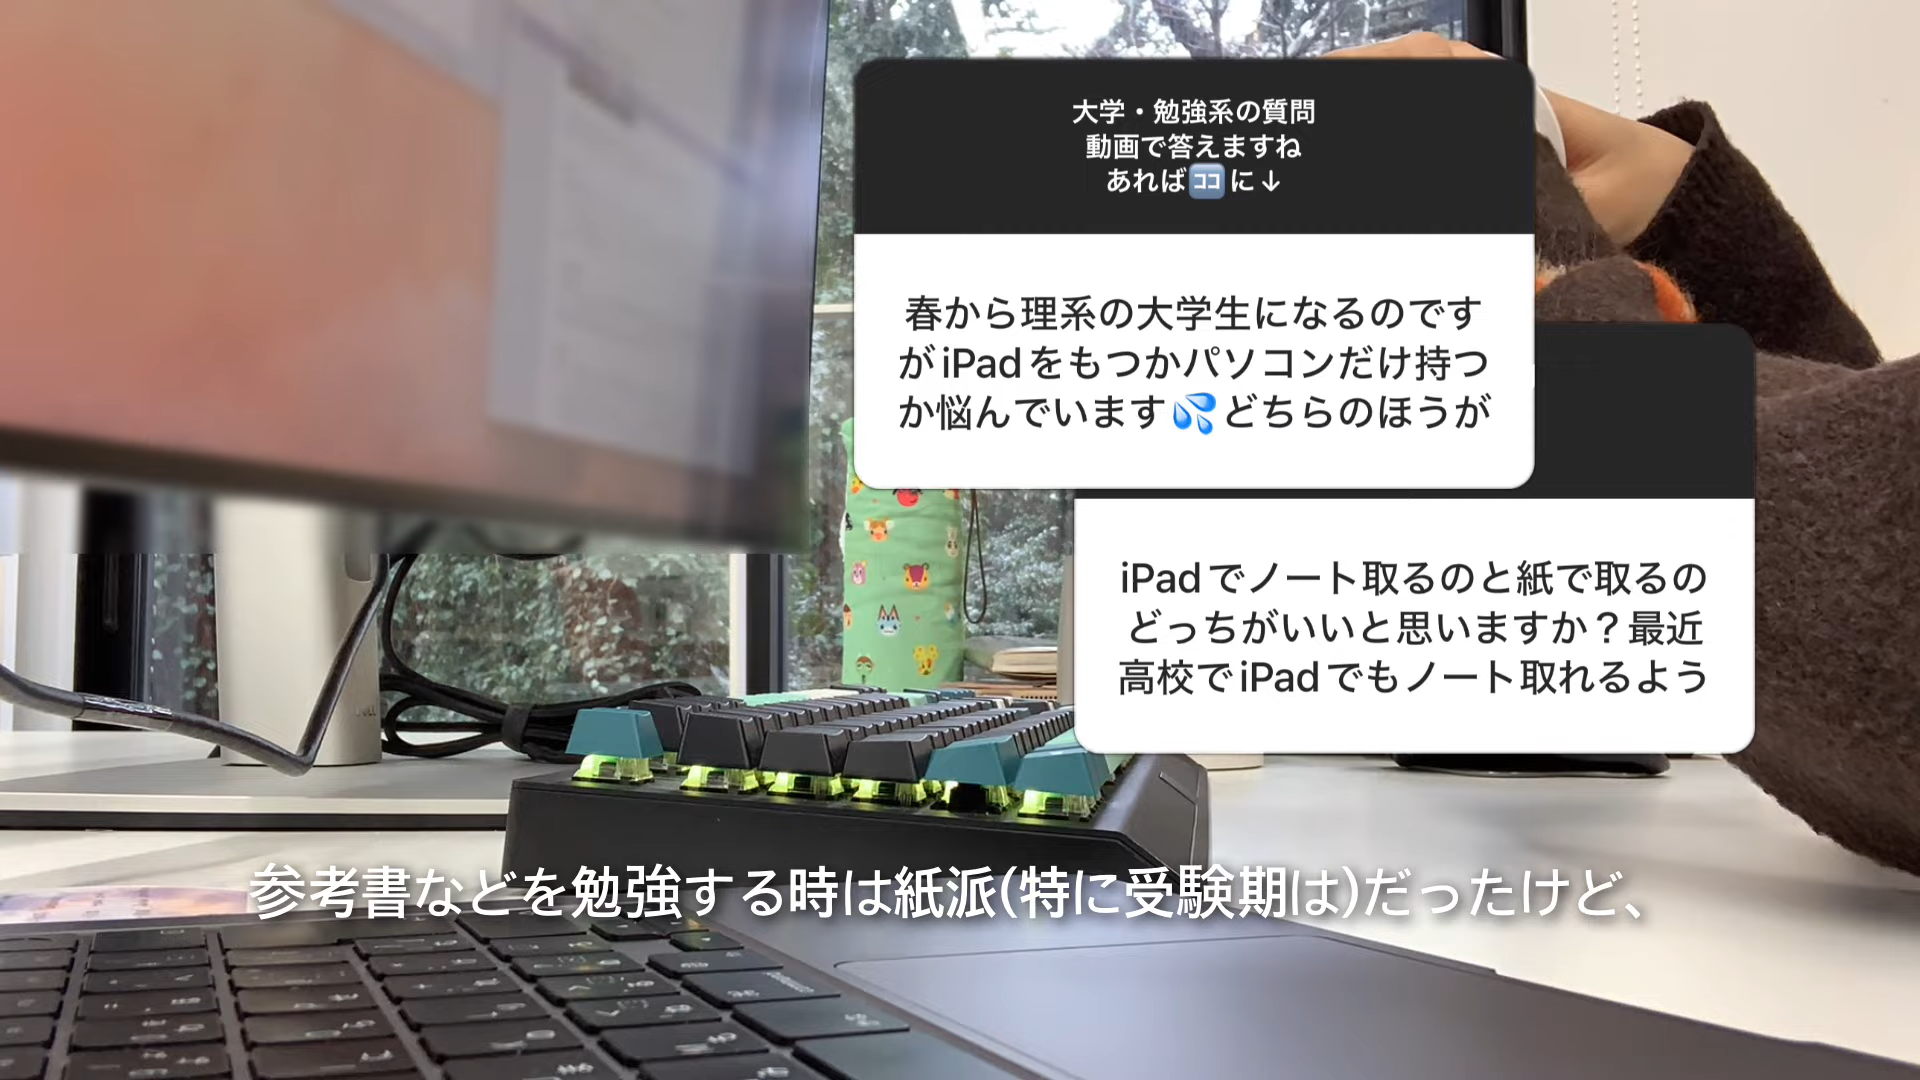 大学・勉強系の質問
動画で答えますね
あれば🈁に↓
春から理系の大学生になるのです
がiPadをもつかパソコンだけ持つ
か悩んでいます💦どちらのほうが
iPadでノート取るのと紙で取るの
どっちがいいと思いますか？最近
高校でiPadでもノート取れるよう
参考書などを勉強する時は紙派(特に受験期は)だったけど、